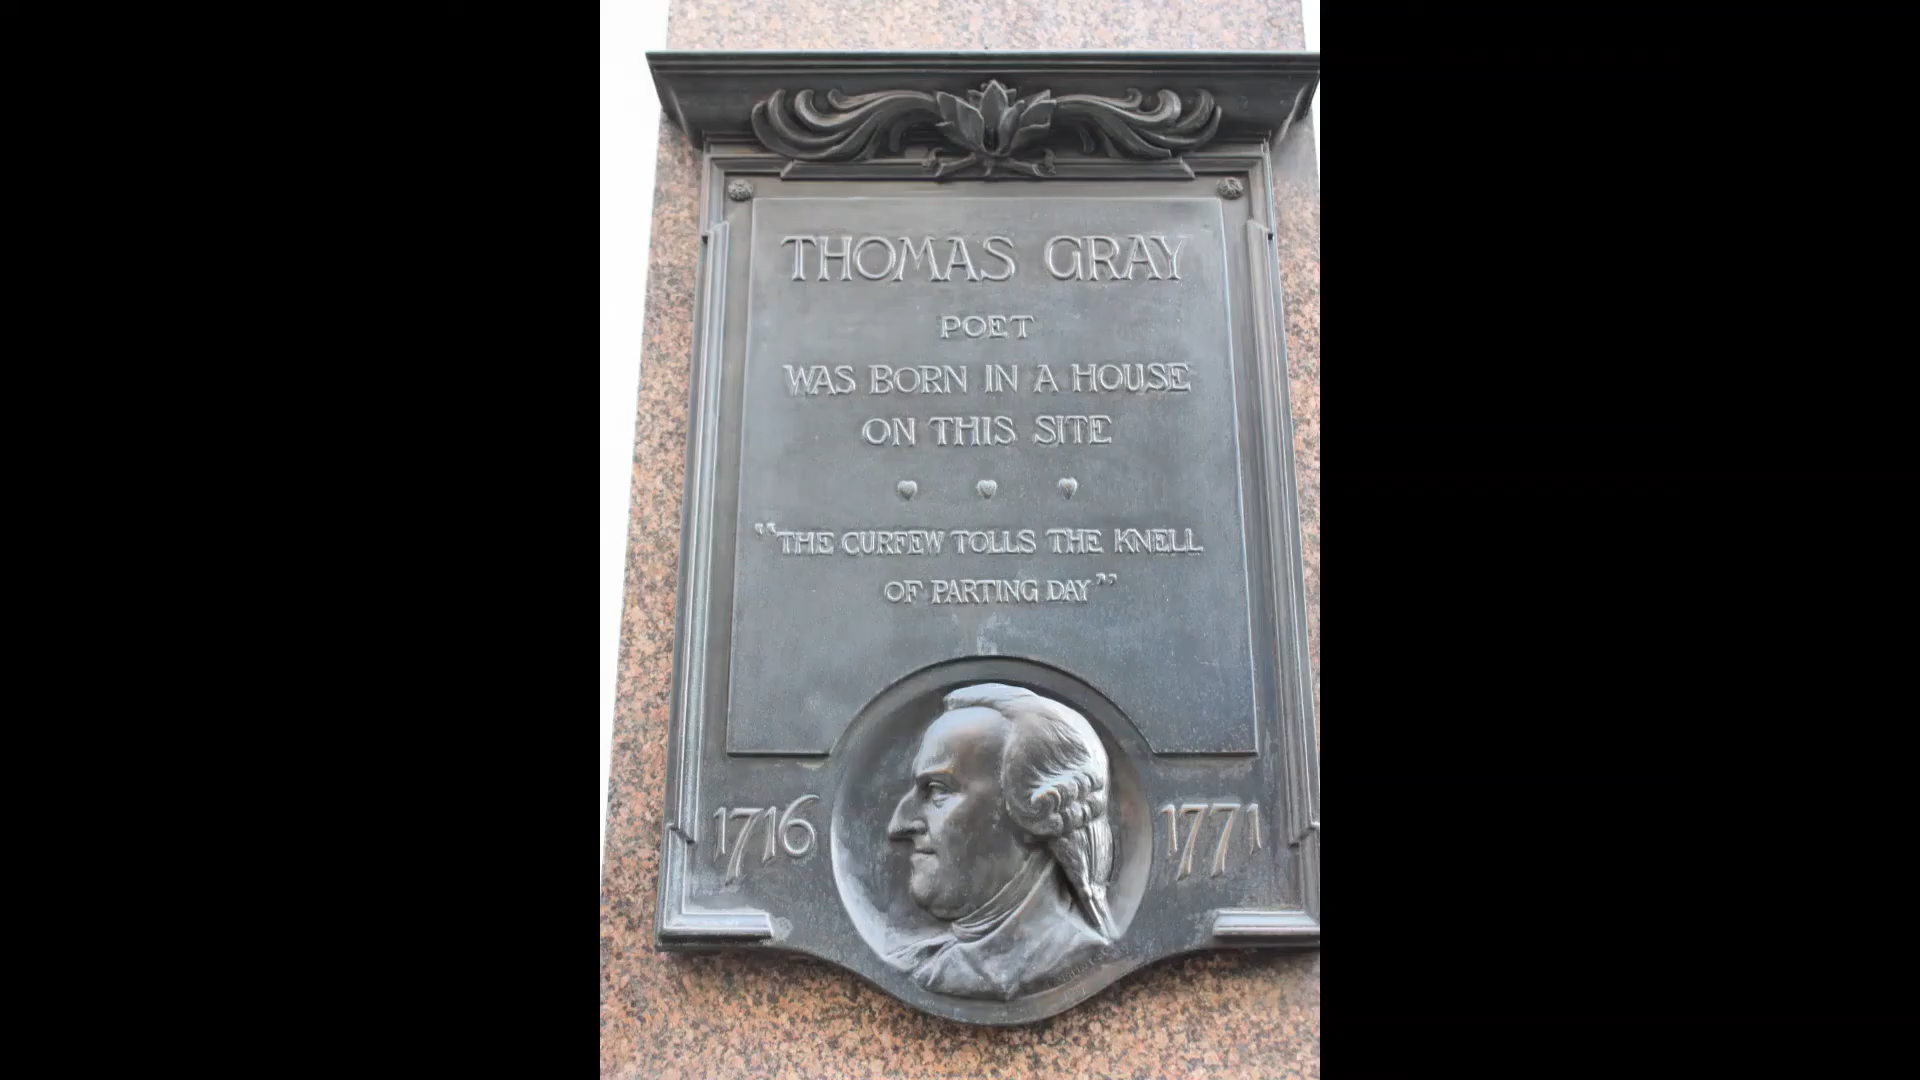 THOMAS GRAY
POET
WAS BORN IN A HOUSE
ON THIS SITE
"THE CURFEW TOLLS THE KNELL
OF PARTING DAY"
1716 1771